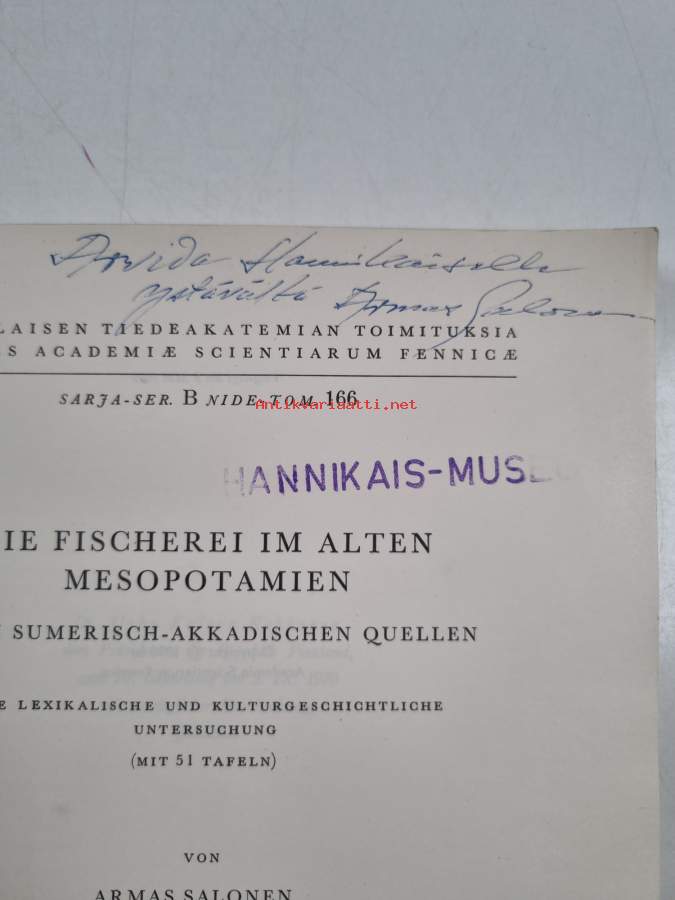 Arvida Hannikaiselle
ystävältä Armas Salonen
LAISEN TIEDEAKATEMIAN TOIMITUKSIA
S ACADEMIÆ SCIENTIARUM FENNICÆ
SARJA-SER. B NIDE-TOM. 166
Antikvariaatti.net
HANNIKAIS-MUSE
IE FISCHEREI IM ALTEN
MESOPOTAMIEN
SUMERISCH-AKKADISCHEN QUELLEN
E LEXIKALISCHE UND KULTURGESCHICHTLICHE
UNTERSUCHUNG
(MIT 51 TAFELN)
VON
ARMAS SALONEN